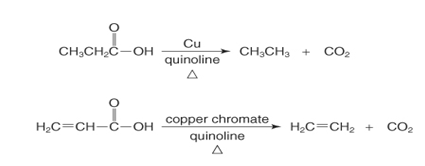 O
CH₃CH₂C–OH Cu quinoline △ CH₃CH₃ + CO₂
O
H₂C=CH–C–OH copper chromate quinoline △ H₂C=CH₂ + CO₂